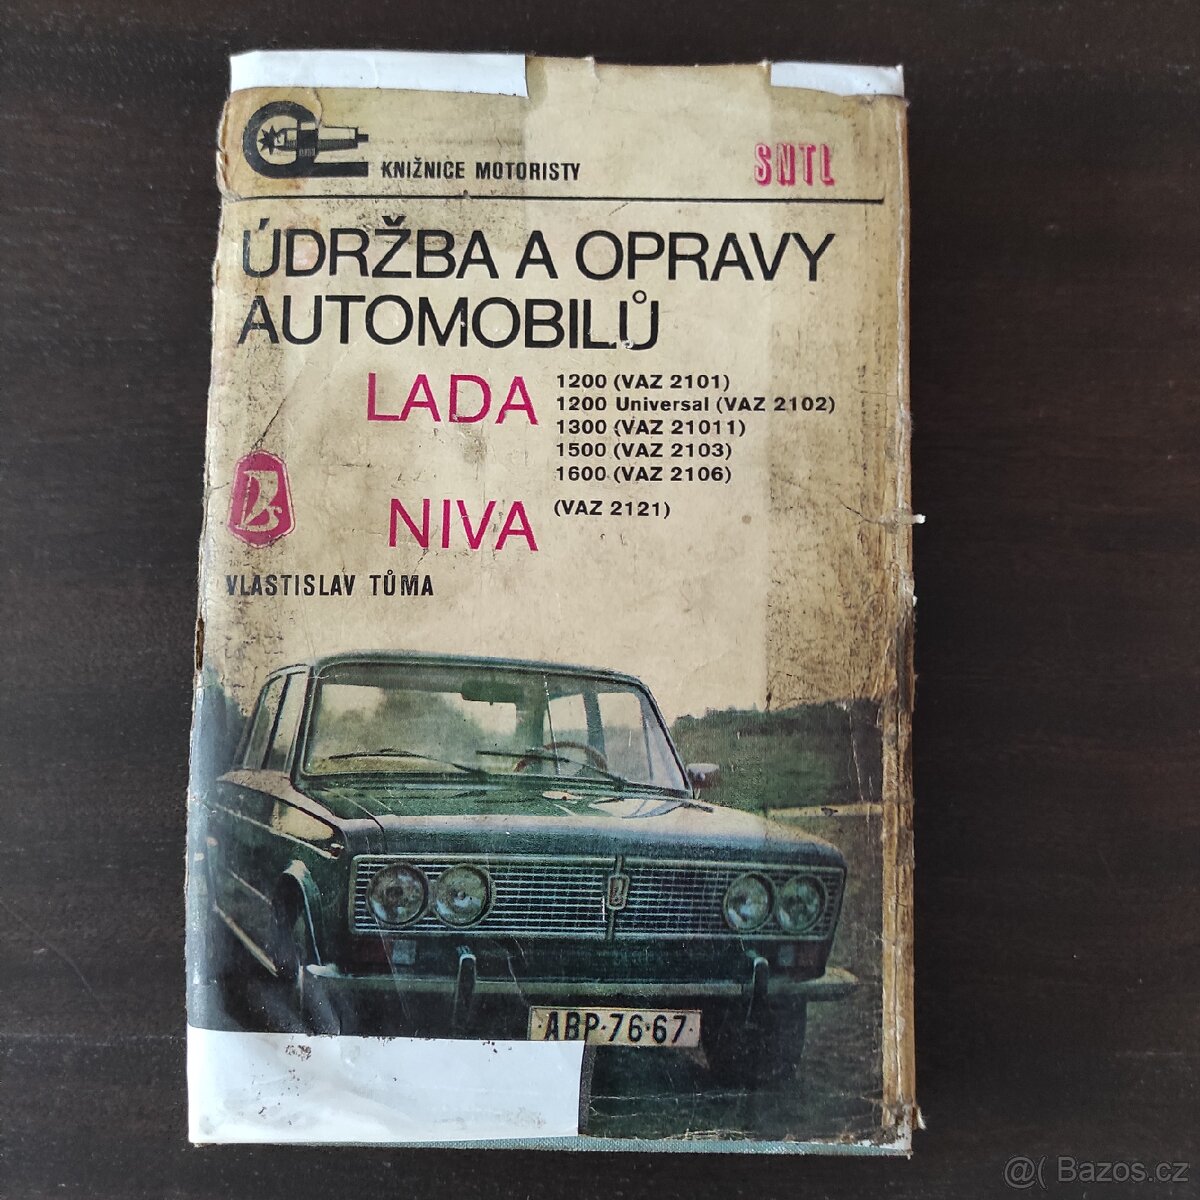 KNIŽNICE MOTORISTY
SNTL
ÚDRŽBA A OPRAVY
AUTOMOBILŮ
LADA
1200 (VAZ 2101)
1200 Universal (VAZ 2102)
1300 (VAZ 21011)
1500 (VAZ 2103)
1600 (VAZ 2106)
NIVA
(VAZ 2121)
VLASTISLAV TŮMA
ABP·76·67
@( Bazos.cz